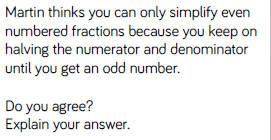 Martin thinks you can only simplify even
numbered fractions because you keep on
halving the numerator and denominator
until you get an odd number.
Do you agree?
Explain your answer.